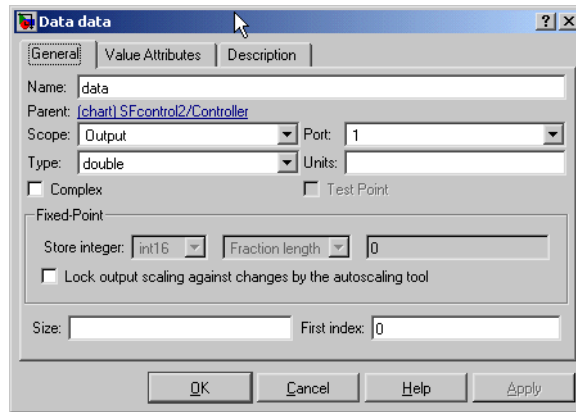 Data data
General Value Attributes Description
Name: data
Parent: (chart) SFcontrol2/Controller
Scope: Output Port: 1
Type: double Units:
Complex Test Point
Fixed-Point
Store integer: int16 Fraction length 0
Lock output scaling against changes by the autoscaling tool
Size: First index: 0
OK Cancel Help Apply